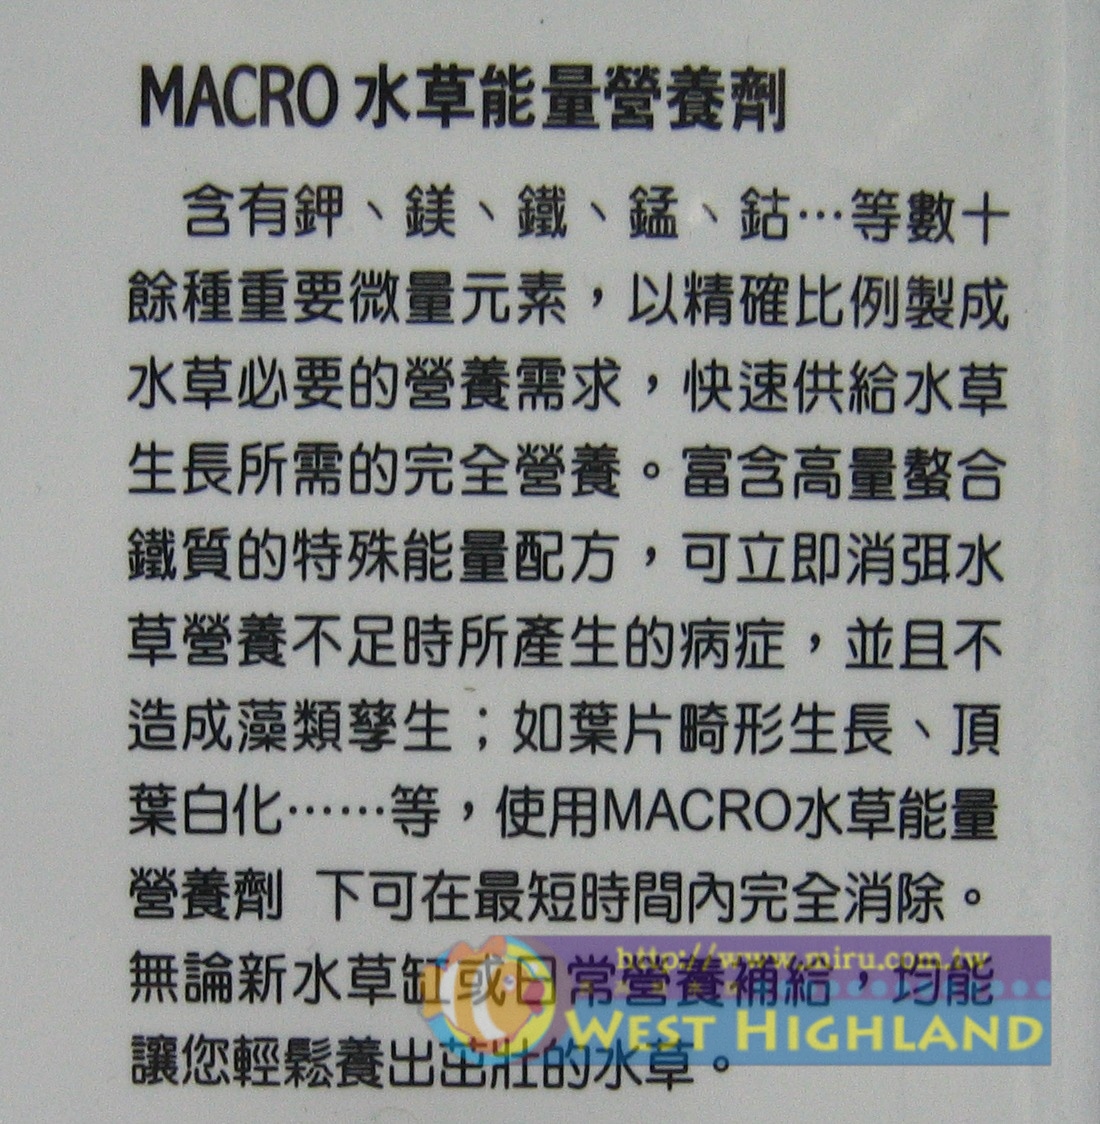 MACRO 水草能量營養劑
含有鉀、鎂、鐵、錳、鈷…等數十
餘種重要微量元素，以精確比例製成
水草必要的營養需求，快速供給水草
生長所需的完全營養。富含高量螯合
鐵質的特殊能量配方，可立即消弭水
草營養不足時所產生的病症，並且不
造成藻類孳生；如葉片畸形生長、頂
葉白化……等，使用MACRO水草能量
營養劑 下可在最短時間內完全消除。
無論新水草缸或日常營養補給，均能
讓您輕鬆養出茁壯的水草。
http://www.miru.com.tw
WEST HIGHLAND